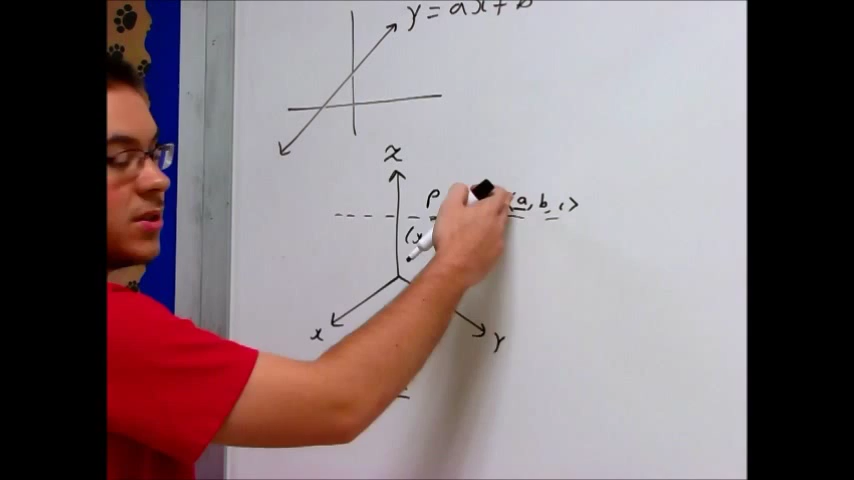 y = ax + b
z
P
(x
a, b, c>
x
y